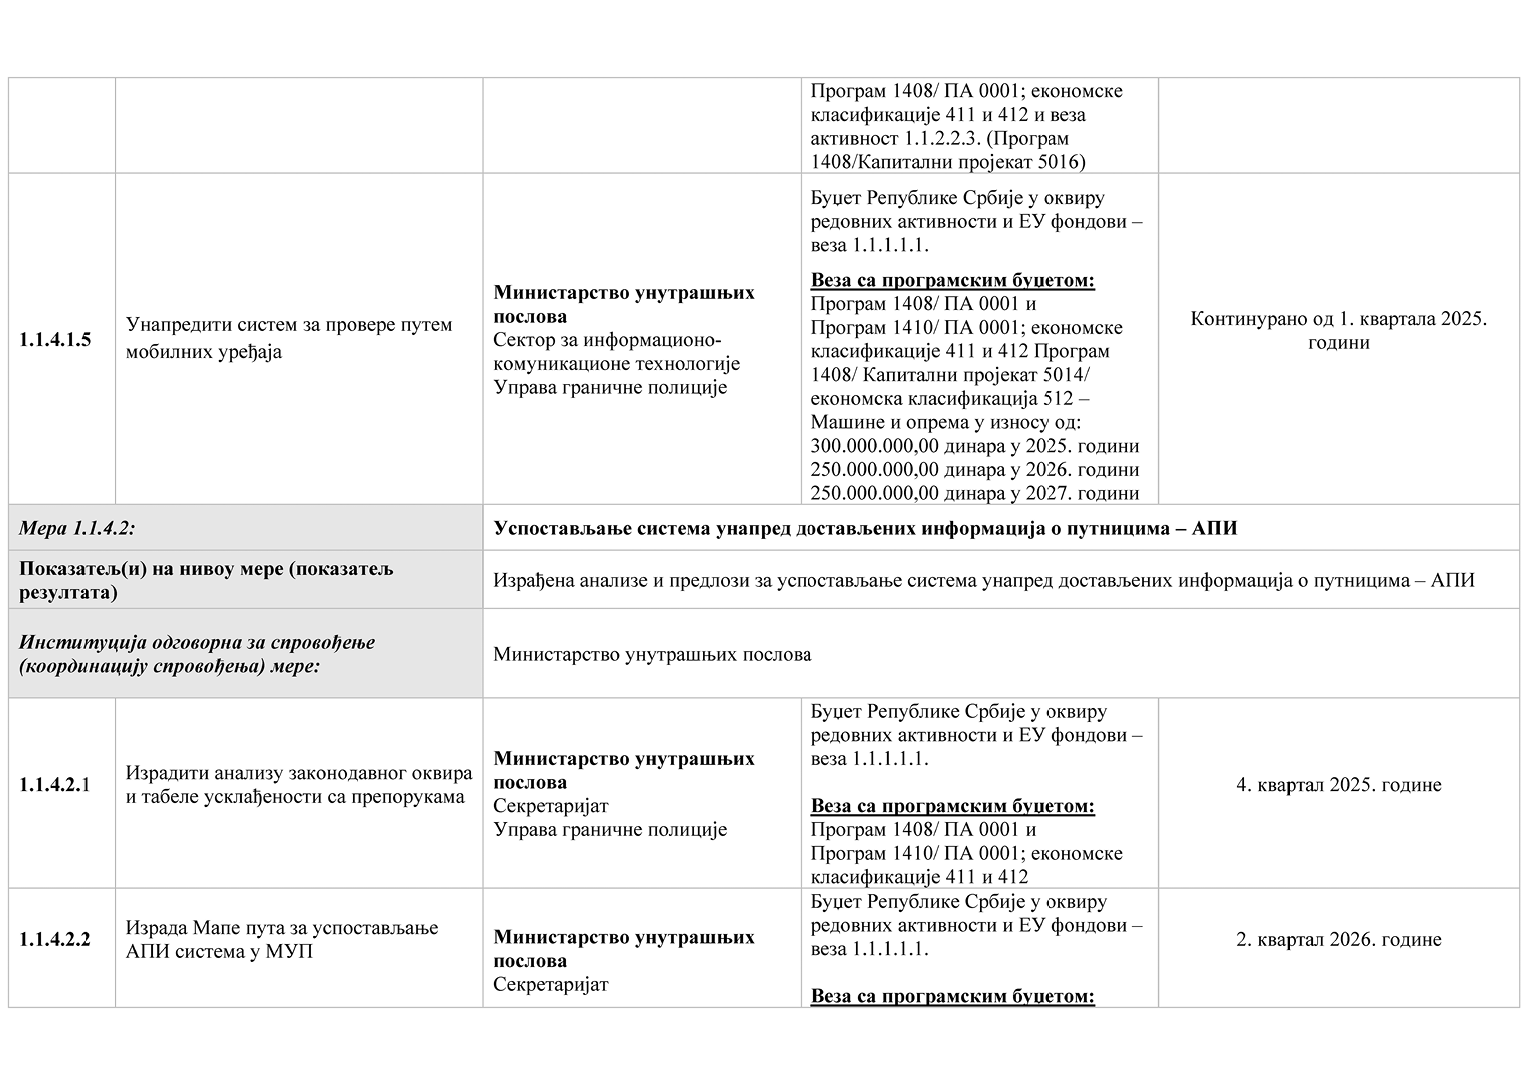 Програм 1408/ ПА 0001; економске
класификације 411 и 412 и веза
активност 1.1.2.2.3. (Програм
1408/Капитални пројекат 5016)
1.1.4.1.5
Унапредити систем за провере путем
мобилних уређаја
Министарство унутрашњих
послова
Сектор за информационо-
комуникационе технологије
Управа граничне полиције
Буџет Републике Србије у оквиру
редовних активности и ЕУ фондови –
веза 1.1.1.1.1.
Веза са програмским буџетом:
Програм 1408/ ПА 0001 и
Програм 1410/ ПА 0001; економске
класификације 411 и 412 Програм
1408/ Капитални пројекат 5014/
економска класификација 512 –
Машине и опрема у износу од:
300.000.000,00 динара у 2025. години
250.000.000,00 динара у 2026. години
250.000.000,00 динара у 2027. години
Континурано од 1. квартала 2025.
години
Мера 1.1.4.2:
Успостављање система унапред достављених информација о путницима – АПИ
Показатељ(и) на нивоу мере (показатељ
резултата)
Израђена анализе и предлози за успостављање система унапред достављених информација о путницима – АПИ
Институција одговорна за спровођење
(координацију спровођења) мере:
Министарство унутрашњих послова
1.1.4.2.1
Израдити анализу законодавног оквира
и табеле усклађености са препорукама
Министарство унутрашњих
послова
Секретаријат
Управа граничне полиције
Буџет Републике Србије у оквиру
редовних активности и ЕУ фондови –
веза 1.1.1.1.1.
Веза са програмским буџетом:
Програм 1408/ ПА 0001 и
Програм 1410/ ПА 0001; економске
класификације 411 и 412
4. квартал 2025. године
1.1.4.2.2
Израда Мапе пута за успостављање
АПИ система у МУП
Министарство унутрашњих
послова
Секретаријат
Буџет Републике Србије у оквиру
редовних активности и ЕУ фондови –
веза 1.1.1.1.1.
Веза са програмским буџетом:
2. квартал 2026. године